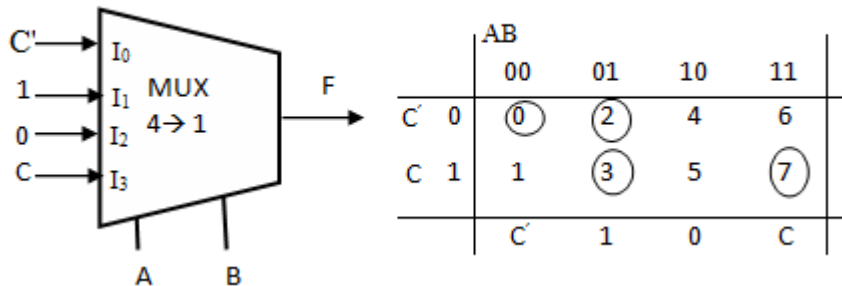 C' I0
1 I1 MUX F
0 I2 4→ 1
C I3
A B
AB
00 01 10 11
C′ 0 0 2 4 6
C 1 1 3 5 7
C′ 1 0 C